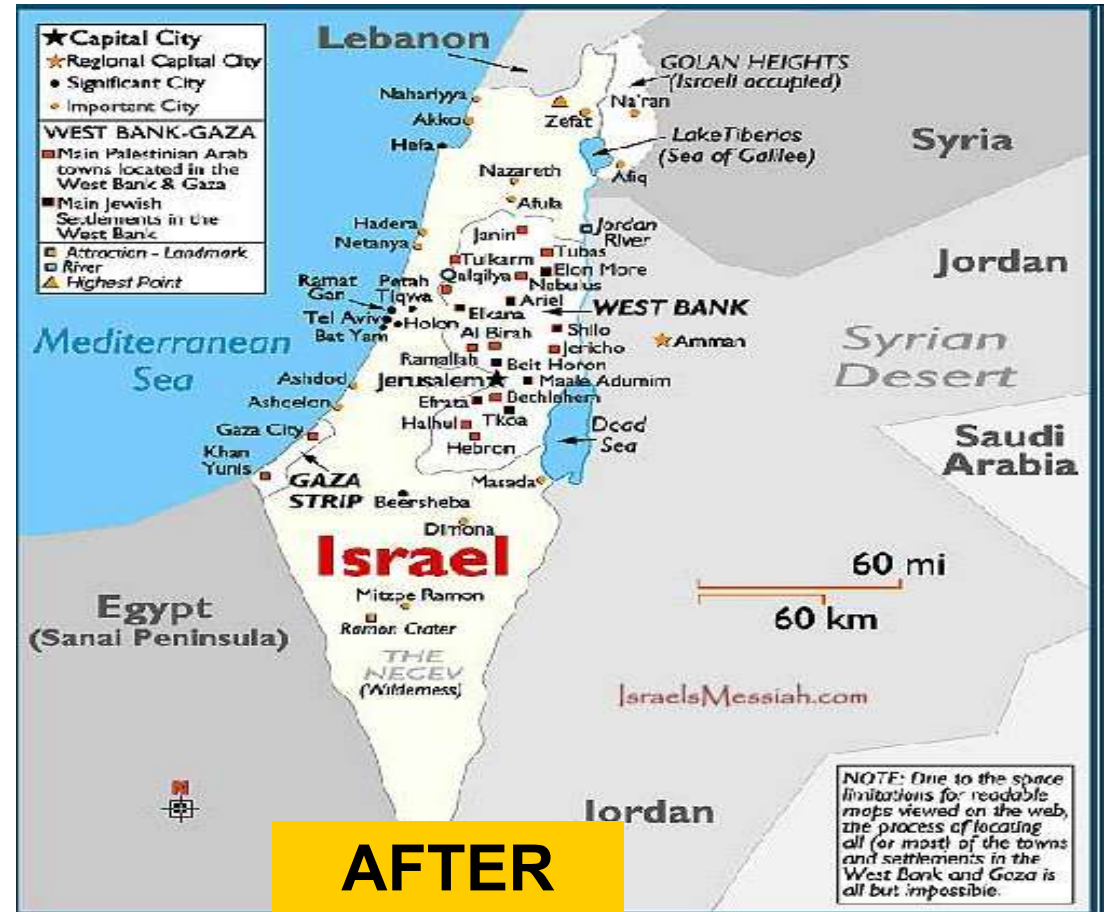 ★Capital City
★Regional Capital City
• Significant City
• Important City
WEST BANK-GAZA
Main Palestinian Arab
towns located in the
West Bank & Gaza
Main Jewish
Settlements in the
West Bank
Attraction - Landmark
River
Highest Point
Lebanon
GOLAN HEIGHTS
(Israeli occupied)
Nahariyya
Na'ran
Akko
Zefat
Hefa
Lake Tiberias
(Sea of Galilee)
Syria
Nazareth
Afiq
Afula
Hadera
Netanya
Janin
Jordan
River
Tubas
Tulkarm
Elon More
Qalqilya
Nabulus
Jordan
Ramat
Gan
Petah
Tiqwa
Ariel
Elkana
WEST BANK
Tel Aviv
Holon
Bat Yam
Al Birah
Shilo
Jericho
Amman
Mediterranean
Sea
Syrian
Desert
Ramallah
Beit Horon
Ashdod
Jerusalem
Maale Adumim
Ashcelon
Efrata
Bechlehem
Gaza City
Halhul
Tkoa
Dead
Sea
Hebron
Saudi
Arabia
Khan
Yunis
GAZA
STRIP
Masada
Beersheba
Dimona
Israel
60 mi
60 km
Egypt
(Sanai Peninsula)
Mitzpe Ramon
Ramon Crater
THE
NEGEV
(Wilderness)
IsraelsMessiah.com
N
Jordan
NOTE: Due to the space
limitations for readable
maps viewed on the web,
the process of locating
all (or most) of the towns
and settlements in the
West Bank and Gaza is
all but impossible.
AFTER